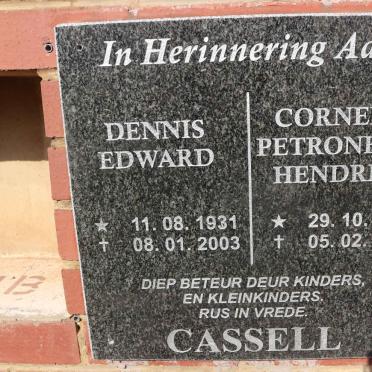 In Herinnering Aa
DENNIS
EDWARD
★ 11. 08. 1931
† 08. 01. 2003
CORNE
PETRONE
HENDRI
★ 29. 10.
† 05. 02.
DIEP BETEUR DEUR KINDERS,
EN KLEINKINDERS.
RUS IN VREDE.
CASSELL